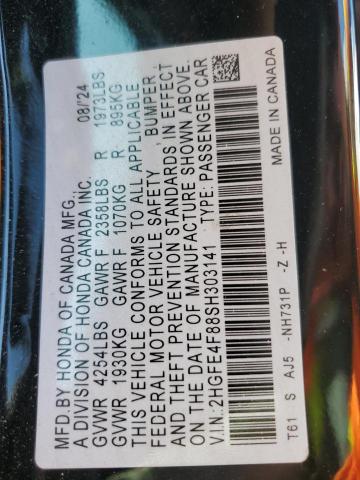 MFD.BY HONDA OF CANADA MFG. 08/'24
A DIVISION OF HONDA CANADA INC.
GVWR 4254LBS GAWR F 2358LBS R 1973LBS
GVWR 1930KG GAWR F 1070KG R 895KG
THIS VEHICLE CONFORMS TO ALL APPLICABLE
FEDERAL MOTOR VEHICLE SAFETY, BUMPER,
AND THEFT PREVENTION STANDARDS IN EFFECT
ON THE DATE OF MANUFACTURE SHOWN ABOVE.
V.I.N.:2HGFE4F88SH303141 TYPE: PASSENGER CAR
T61 S AJ5 -NH731P -Z -H MADE IN CANADA